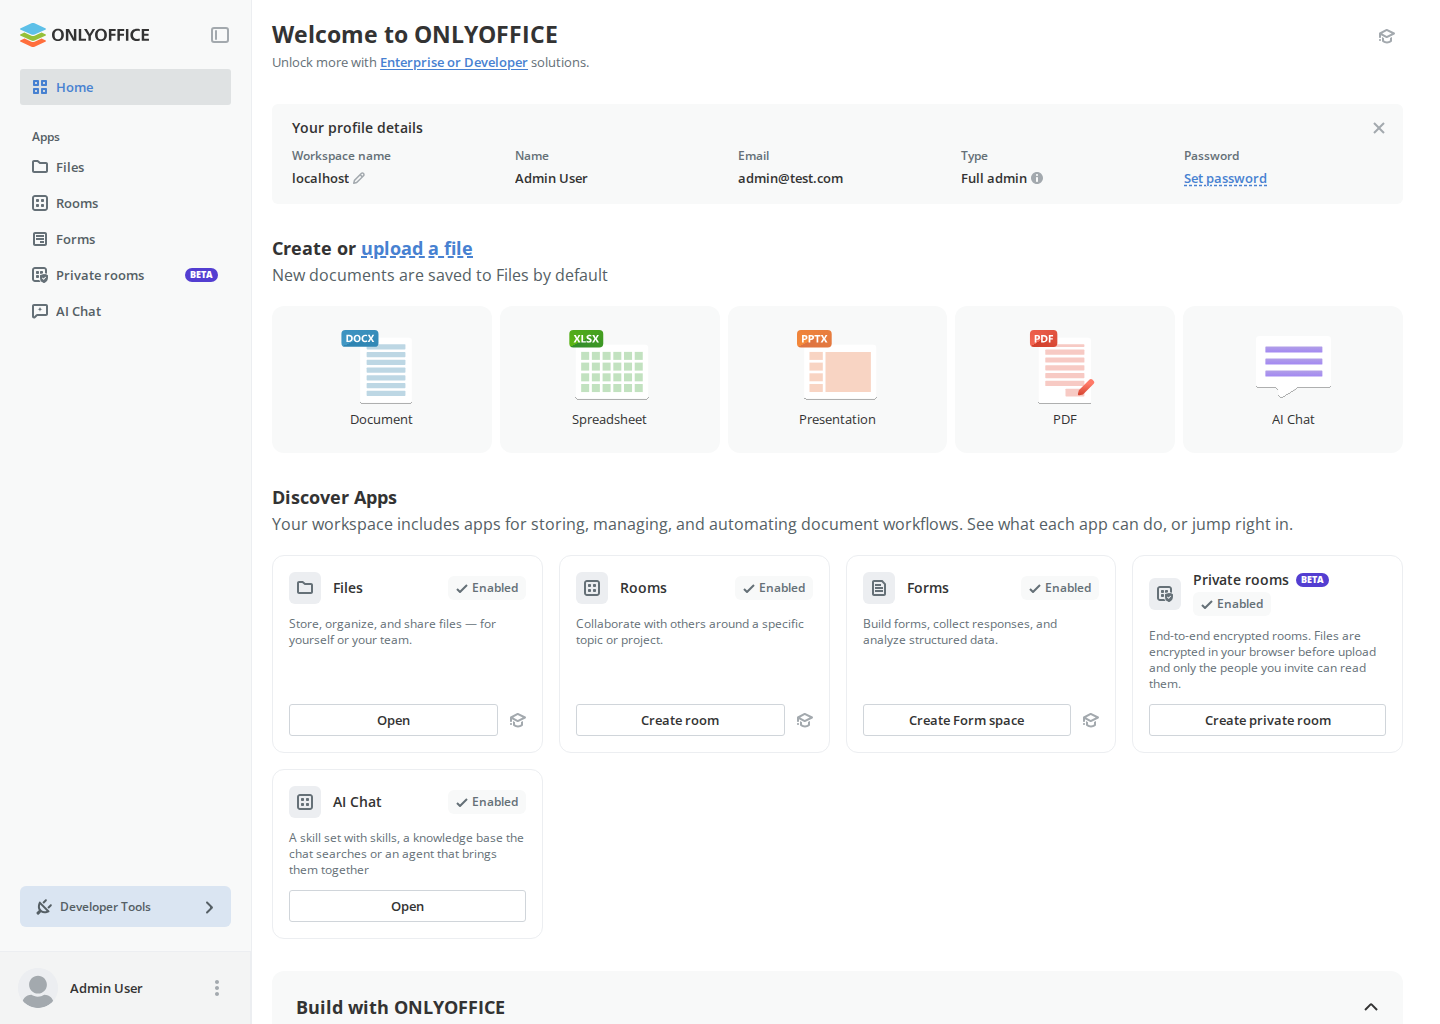 ONLYOFFICE
Home
Apps
Files
Rooms
Forms
Private rooms BETA
AI Chat
Developer Tools
Admin User
Welcome to ONLYOFFICE
Unlock more with Enterprise or Developer solutions.
Your profile details
Workspace name
localhost
Name
Admin User
Email
admin@test.com
Type
Full admin
Password
Set password
Create or upload a file
New documents are saved to Files by default
DOCX
Document
XLSX
Spreadsheet
PPTX
Presentation
PDF
PDF
AI Chat
Discover Apps
Your workspace includes apps for storing, managing, and automating document workflows. See what each app can do, or jump right in.
Files
Enabled
Store, organize, and share files — for
yourself or your team.
Open
Rooms
Enabled
Collaborate with others around a specific
topic or project.
Create room
Forms
Enabled
Build forms, collect responses, and
analyze structured data.
Create Form space
Private rooms BETA
Enabled
End-to-end encrypted rooms. Files are
encrypted in your browser before upload
and only the people you invite can read
them.
Create private room
AI Chat
Enabled
A skill set with skills, a knowledge base the
chat searches or an agent that brings
them together
Open
Build with ONLYOFFICE